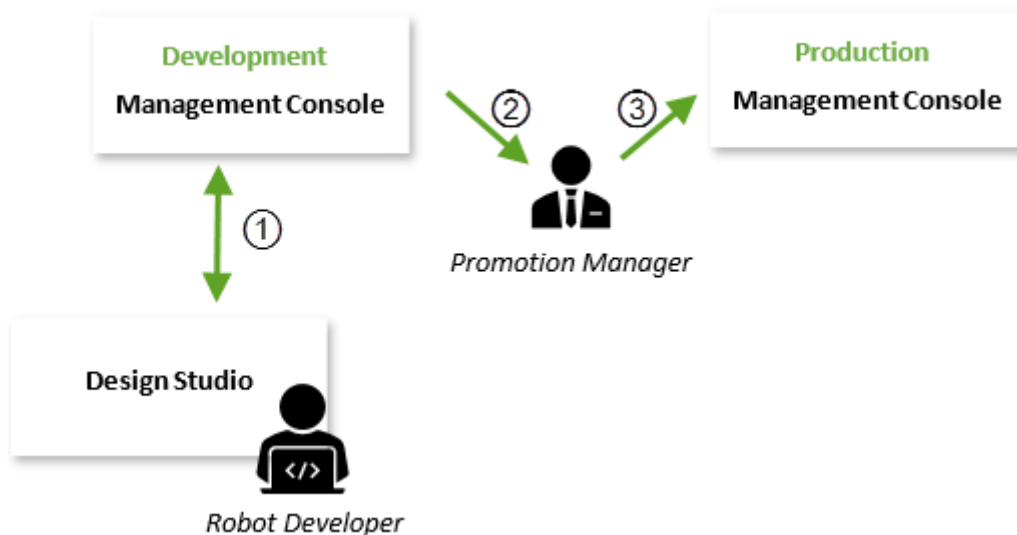 Development
Management Console
Production
Management Console
②
③
①
Promotion Manager
Design Studio
</>
Robot Developer